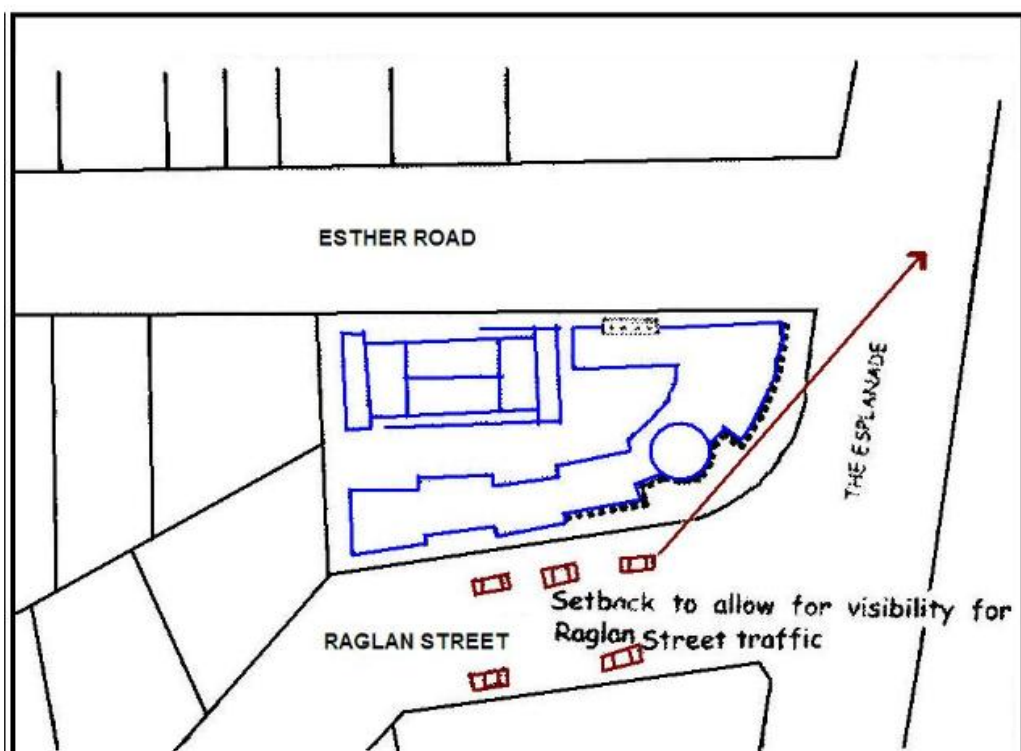 ESTHER ROAD
THE ESPLANADE
Setback to allow for visibility for
Raglan Street traffic
RAGLAN STREET